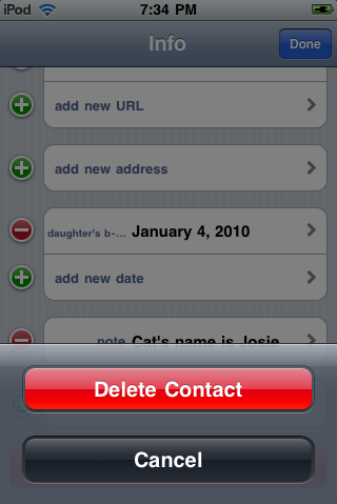 iPod 7:34 PM
Info Done
add new URL
add new address
daughter's b-... January 4, 2010
add new date
note Cat's name is Josie
Delete Contact
Cancel